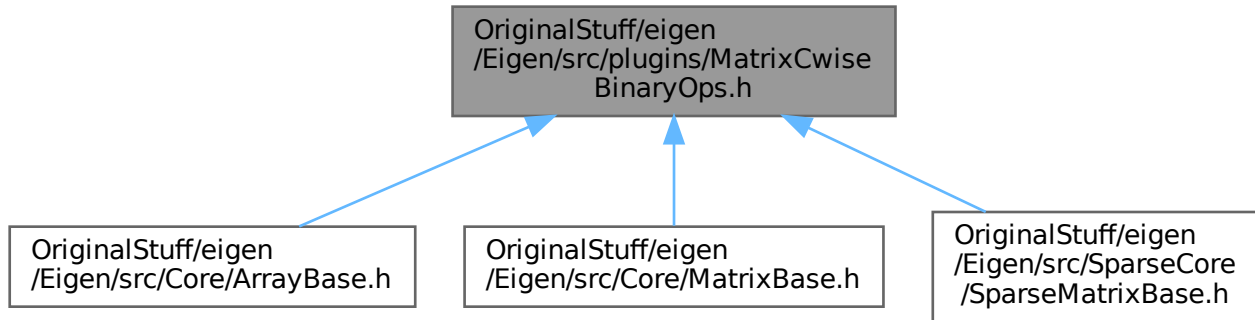 OriginalStuff/eigen
/Eigen/src/plugins/MatrixCwise
BinaryOps.h
OriginalStuff/eigen
/Eigen/src/Core/ArrayBase.h
OriginalStuff/eigen
/Eigen/src/Core/MatrixBase.h
OriginalStuff/eigen
/Eigen/src/SparseCore
/SparseMatrixBase.h